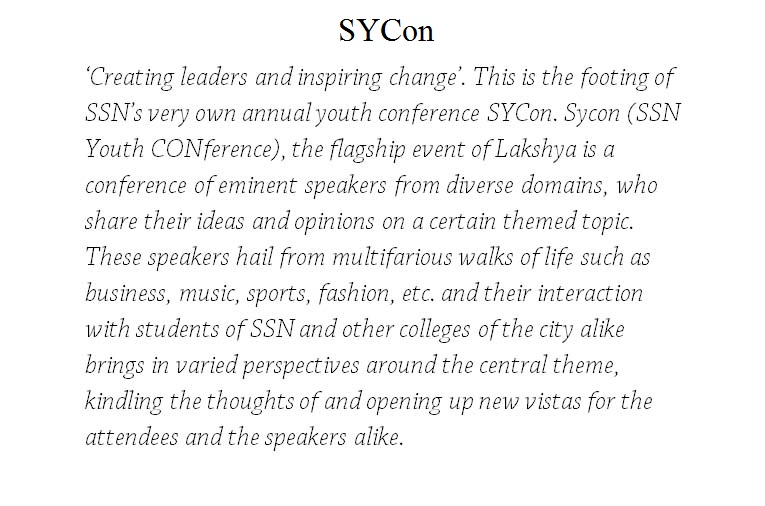 SYCon
‘Creating leaders and inspiring change’. This is the footing of
SSN’s very own annual youth conference SYCon. Sycon (SSN
Youth CONference), the flagship event of Lakshya is a
conference of eminent speakers from diverse domains, who
share their ideas and opinions on a certain themed topic.
These speakers hail from multifarious walks of life such as
business, music, sports, fashion, etc. and their interaction
with students of SSN and other colleges of the city alike
brings in varied perspectives around the central theme,
kindling the thoughts of and opening up new vistas for the
attendees and the speakers alike.